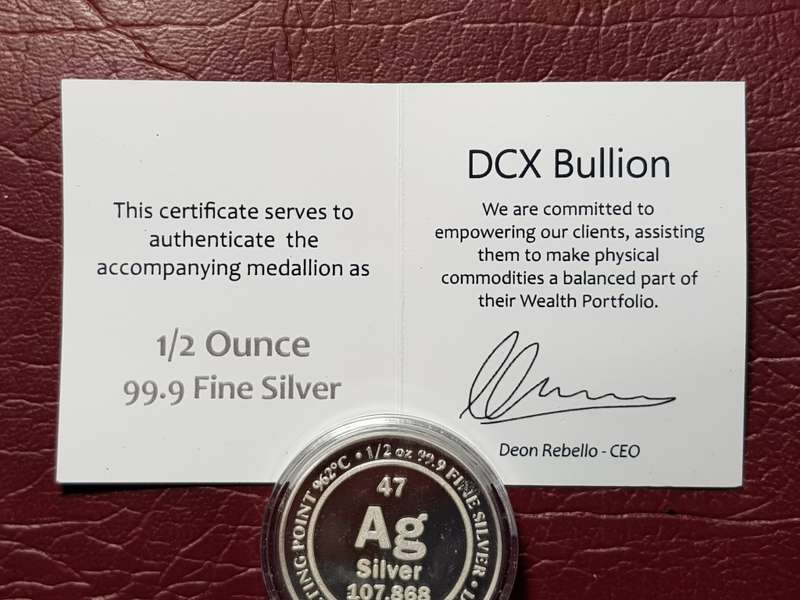 This certificate serves to
authenticate the
accompanying medallion as
1/2 Ounce
99.9 Fine Silver
DCX Bullion
We are committed to
empowering our clients, assisting
them to make physical
commodities a balanced part of
their Wealth Portfolio.
Deon Rebello - CEO
TING POINT 962°C • 1/2 oz 99.9 FINE SILVER •
47
Ag
Silver
107.868